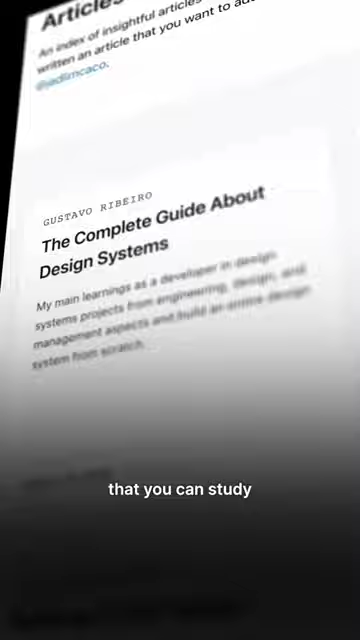 Articles
An index of insightful articles
written an article that you want to add
@jadlimcaco.
GUSTAVO RIBEIRO
The Complete Guide About
Design Systems
My main learnings as a developer in design
systems projects from engineering, design, and
management aspects and build an entire design
system from scratch.
that you can study